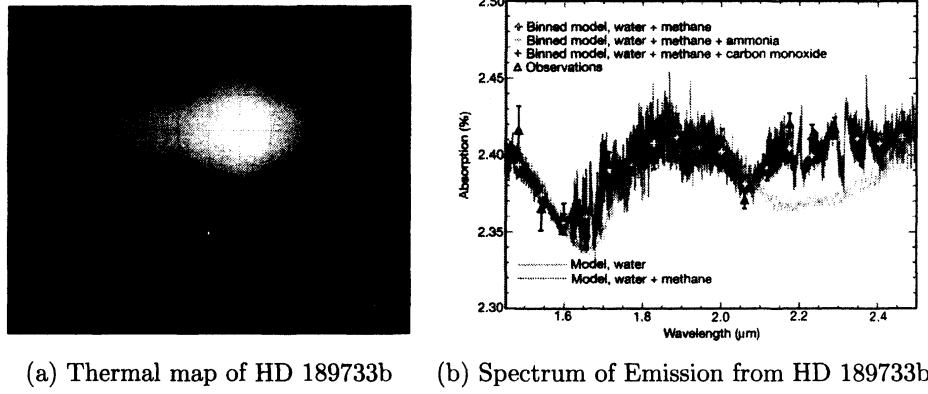 2.50
2.45
2.40
2.35
2.30
Absorption (%)
Binned model, water + methane
Binned model, water + methane + ammonia
Binned model, water + methane + carbon monoxide
Observations
Model, water
Model, water + methane
1.6 1.8 2.0 2.2 2.4
Wavelength (μm)
(a) Thermal map of HD 189733b
(b) Spectrum of Emission from HD 189733b